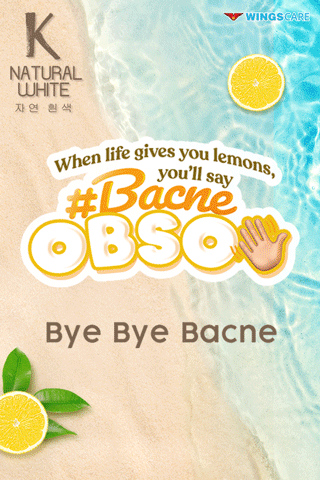 K
NATURAL
WHITE
자연 흰색
WINGSCARE
When life gives you lemons,
you'll say
#Bacne
OBSO
Bye Bye Bacne